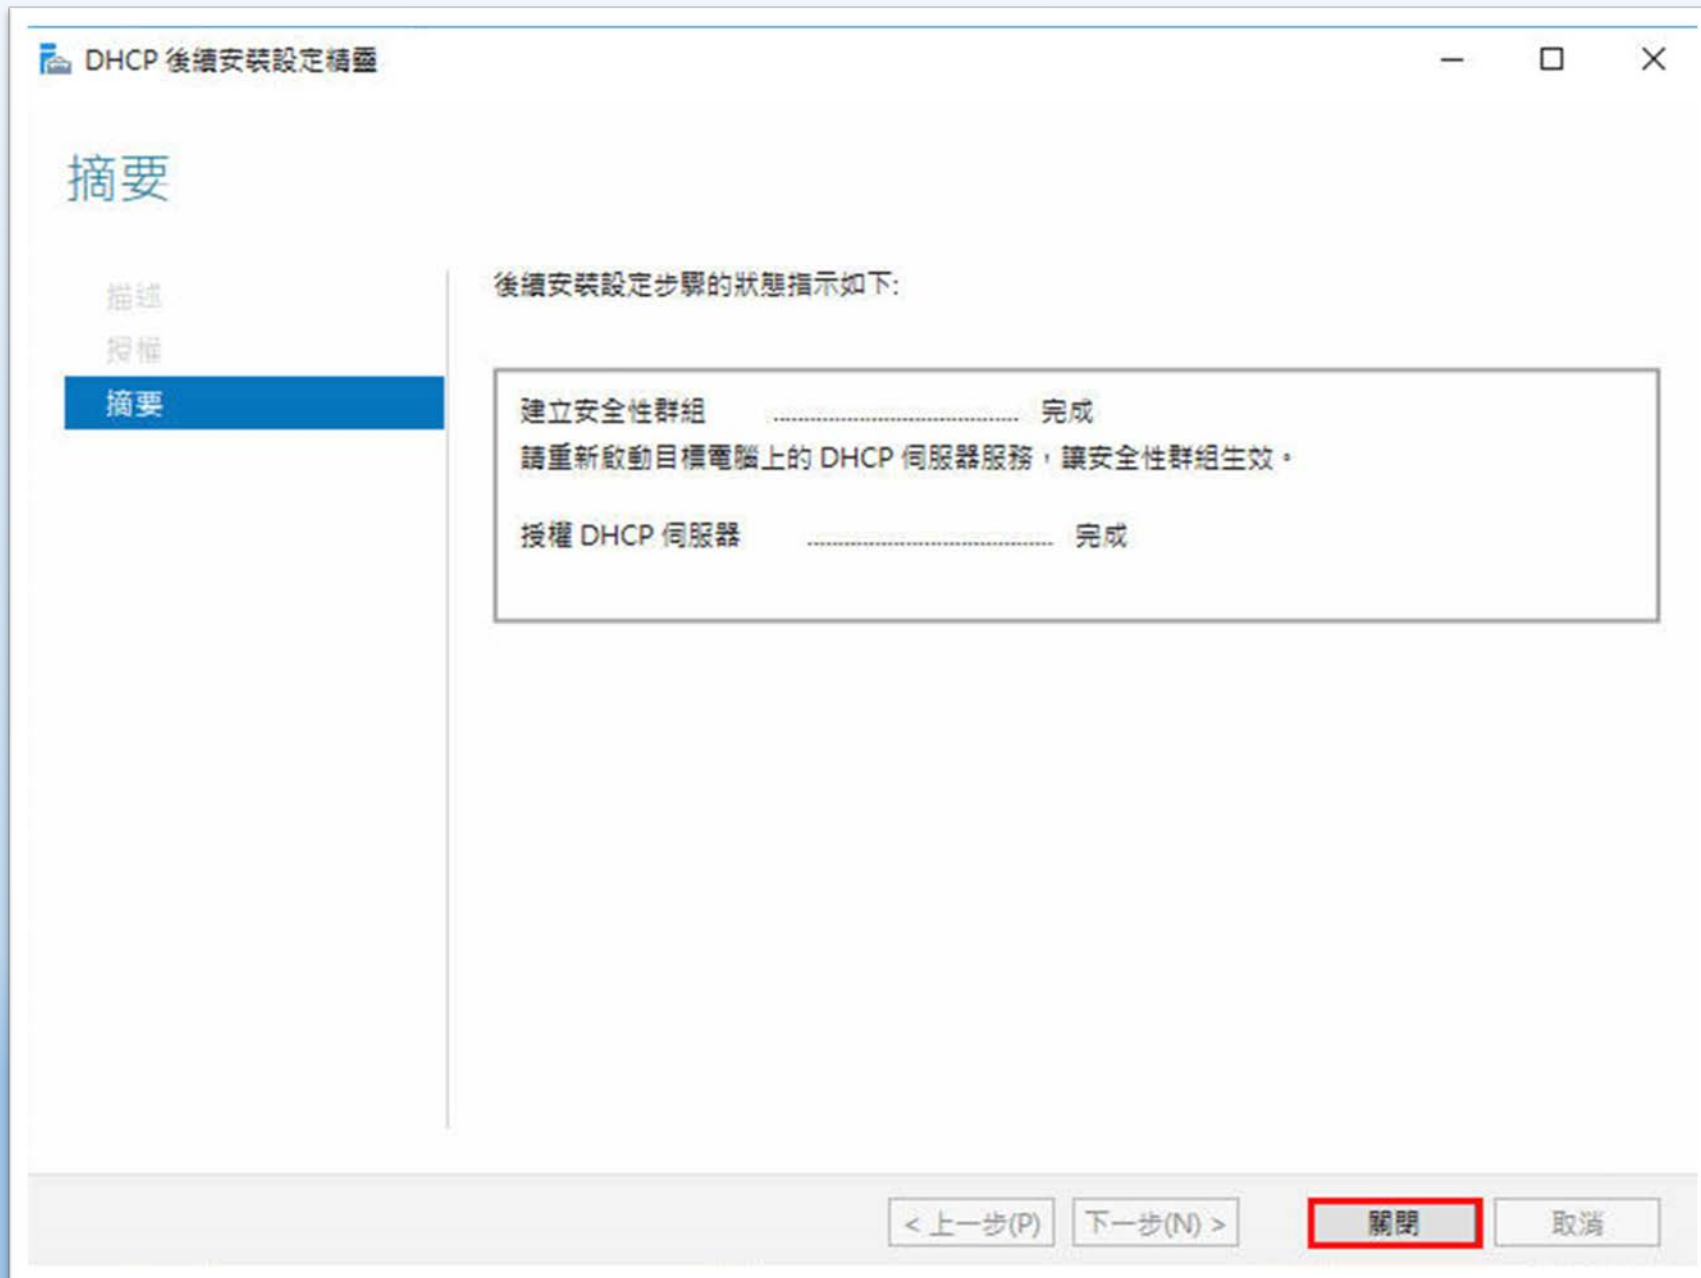 DHCP 後續安裝設定精靈
摘要
描述
授權
摘要
後續安裝設定步驟的狀態指示如下:
建立安全性群組 .................................... 完成
請重新啟動目標電腦上的 DHCP 伺服器服務，讓安全性群組生效。
授權 DHCP 伺服器 .................................... 完成
< 上一步(P) 下一步(N) > 關閉 取消